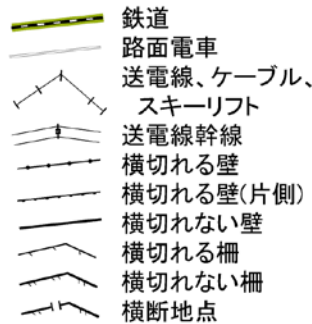 鉄道
路面電車
送電線、ケーブル、
スキーリフト
送電線幹線
横切れる壁
横切れる壁(片側)
横切れない壁
横切れる柵
横切れない柵
横断地点